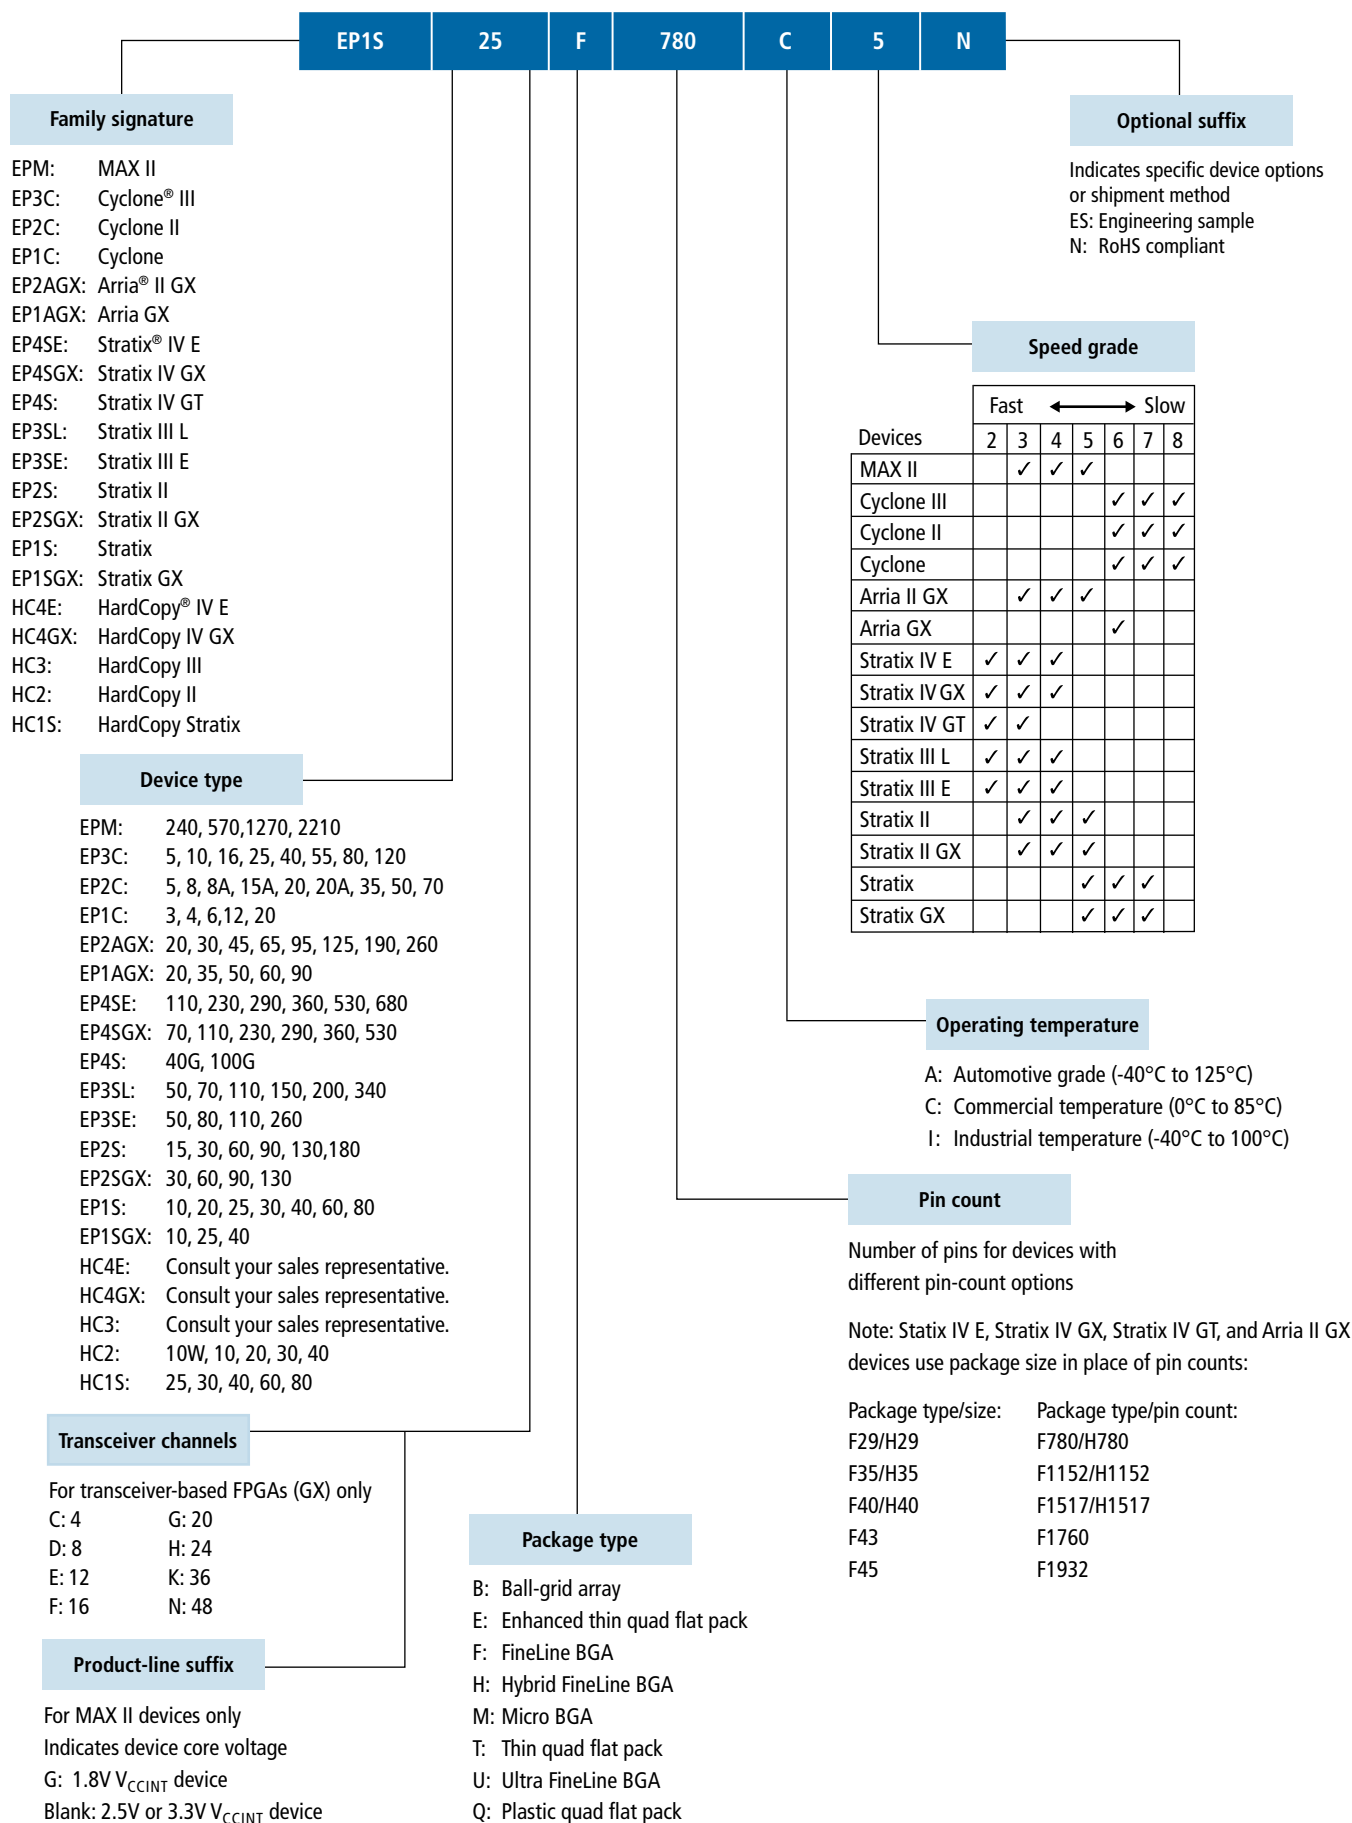 EP1S 25 F 780 C 5 N
Family signature
EPM: MAX II
EP3C: Cyclone® III
EP2C: Cyclone II
EP1C: Cyclone
EP2AGX: Arria® II GX
EP1AGX: Arria GX
EP4SE: Stratix® IV E
EP4SGX: Stratix IV GX
EP4S: Stratix IV GT
EP3SL: Stratix III L
EP3SE: Stratix III E
EP2S: Stratix II
EP2SGX: Stratix II GX
EP1S: Stratix
EP1SGX: Stratix GX
HC4E: HardCopy® IV E
HC4GX: HardCopy IV GX
HC3: HardCopy III
HC2: HardCopy II
HC1S: HardCopy Stratix
Device type
EPM: 240, 570,1270, 2210
EP3C: 5, 10, 16, 25, 40, 55, 80, 120
EP2C: 5, 8, 8A, 15A, 20, 20A, 35, 50, 70
EP1C: 3, 4, 6,12, 20
EP2AGX: 20, 30, 45, 65, 95, 125, 190, 260
EP1AGX: 20, 35, 50, 60, 90
EP4SE: 110, 230, 290, 360, 530, 680
EP4SGX: 70, 110, 230, 290, 360, 530
EP4S: 40G, 100G
EP3SL: 50, 70, 110, 150, 200, 340
EP3SE: 50, 80, 110, 260
EP2S: 15, 30, 60, 90, 130,180
EP2SGX: 30, 60, 90, 130
EP1S: 10, 20, 25, 30, 40, 60, 80
EP1SGX: 10, 25, 40
HC4E: Consult your sales representative.
HC4GX: Consult your sales representative.
HC3: Consult your sales representative.
HC2: 10W, 10, 20, 30, 40
HC1S: 25, 30, 40, 60, 80
Transceiver channels
For transceiver-based FPGAs (GX) only
C: 4 G: 20
D: 8 H: 24
E: 12 K: 36
F: 16 N: 48
Product-line suffix
For MAX II devices only
Indicates device core voltage
G: 1.8V VCCINT device
Blank: 2.5V or 3.3V VCCINT device
Package type
B: Ball-grid array
E: Enhanced thin quad flat pack
F: FineLine BGA
H: Hybrid FineLine BGA
M: Micro BGA
T: Thin quad flat pack
U: Ultra FineLine BGA
Q: Plastic quad flat pack
Optional suffix
Indicates specific device options
or shipment method
ES: Engineering sample
N: RoHS compliant
Speed grade
Fast ↔ Slow
Devices 2 3 4 5 6 7 8
MAX II ✓ ✓ ✓
Cyclone III ✓ ✓ ✓
Cyclone II ✓ ✓ ✓
Cyclone ✓ ✓ ✓
Arria II GX ✓ ✓ ✓
Arria GX ✓
Stratix IV E ✓ ✓ ✓
Stratix IV GX ✓ ✓ ✓
Stratix IV GT ✓ ✓
Stratix III L ✓ ✓ ✓
Stratix III E ✓ ✓ ✓
Stratix II ✓ ✓ ✓
Stratix II GX ✓ ✓ ✓
Stratix ✓ ✓ ✓
Stratix GX ✓ ✓ ✓
Operating temperature
A: Automotive grade (-40°C to 125°C)
C: Commercial temperature (0°C to 85°C)
I: Industrial temperature (-40°C to 100°C)
Pin count
Number of pins for devices with
different pin-count options
Note: Statix IV E, Stratix IV GX, Stratix IV GT, and Arria II GX
devices use package size in place of pin counts:
Package type/size: Package type/pin count:
F29/H29 F780/H780
F35/H35 F1152/H1152
F40/H40 F1517/H1517
F43 F1760
F45 F1932